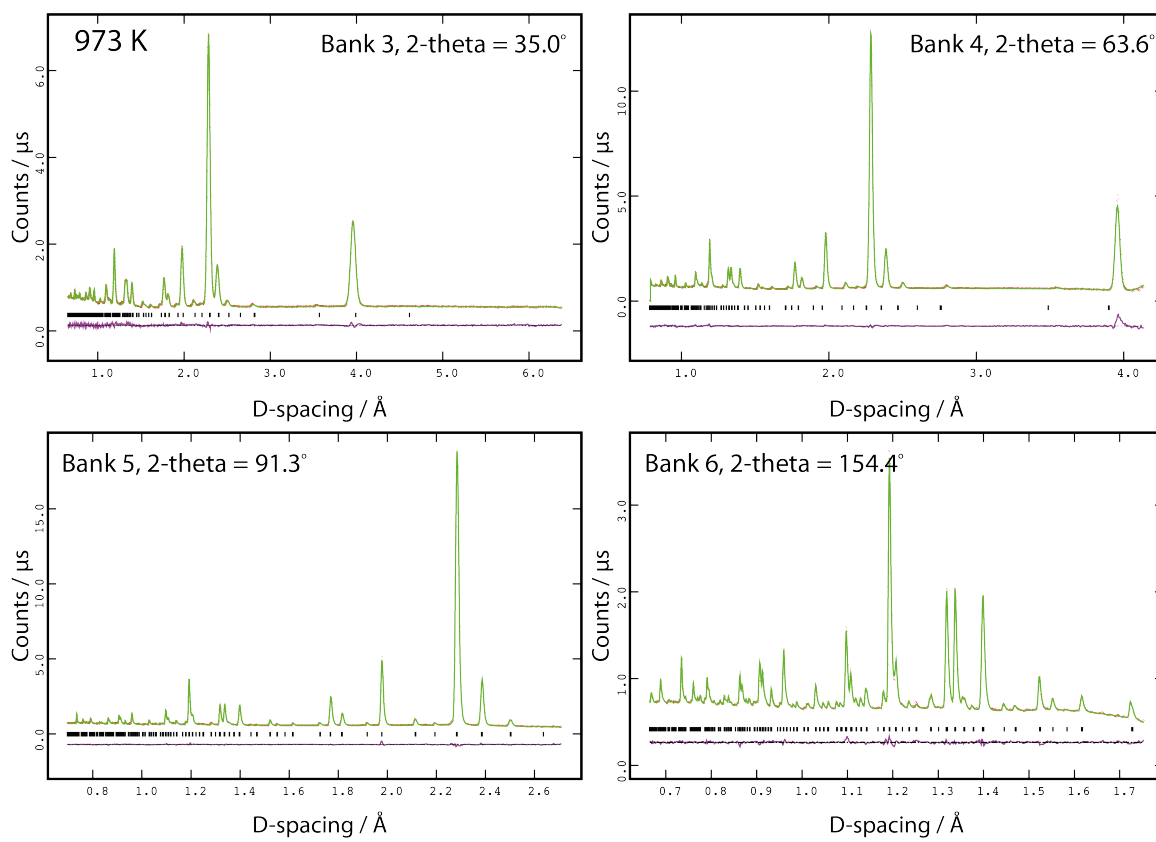 973 K
Bank 3, 2-theta = 35.0°
Counts / μs
6.0
4.0
2.0
0.0
1.0 2.0 3.0 4.0 5.0 6.0
D-spacing / Å
Bank 4, 2-theta = 63.6°
Counts / μs
10.0
5.0
0.0
1.0 2.0 3.0 4.0
D-spacing / Å
Bank 5, 2-theta = 91.3°
Counts / μs
15.0
10.0
5.0
0.0
0.8 1.0 1.2 1.4 1.6 1.8 2.0 2.2 2.4 2.6
D-spacing / Å
Bank 6, 2-theta = 154.4°
Counts / μs
3.0
2.0
1.0
0.0
0.7 0.8 0.9 1.0 1.1 1.2 1.3 1.4 1.5 1.6 1.7
D-spacing / Å